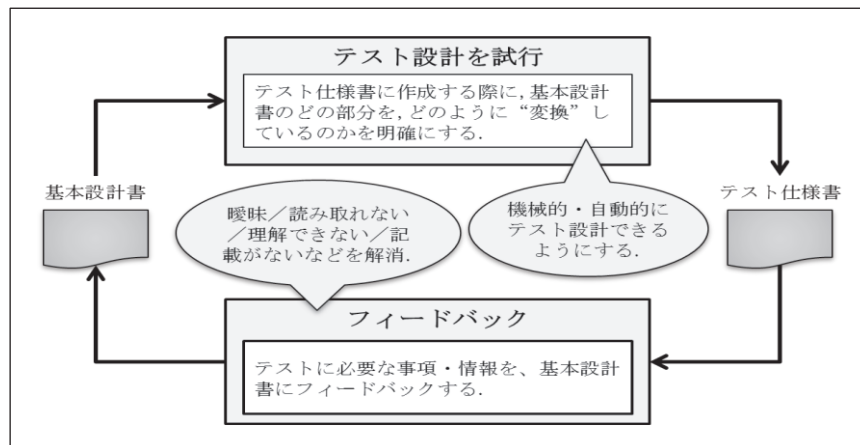 テスト設計を試行
テスト仕様書に作成する際に,基本設計
書のどの部分を,どのように“変換”し
ているのかを明確にする.
基本設計書
テスト仕様書
曖昧／読み取れない
／理解できない／記
載がないなどを解消.
機械的・自動的に
テスト設計できる
ようにする.
フィードバック
テストに必要な事項・情報を、基本設計
書にフィードバックする.